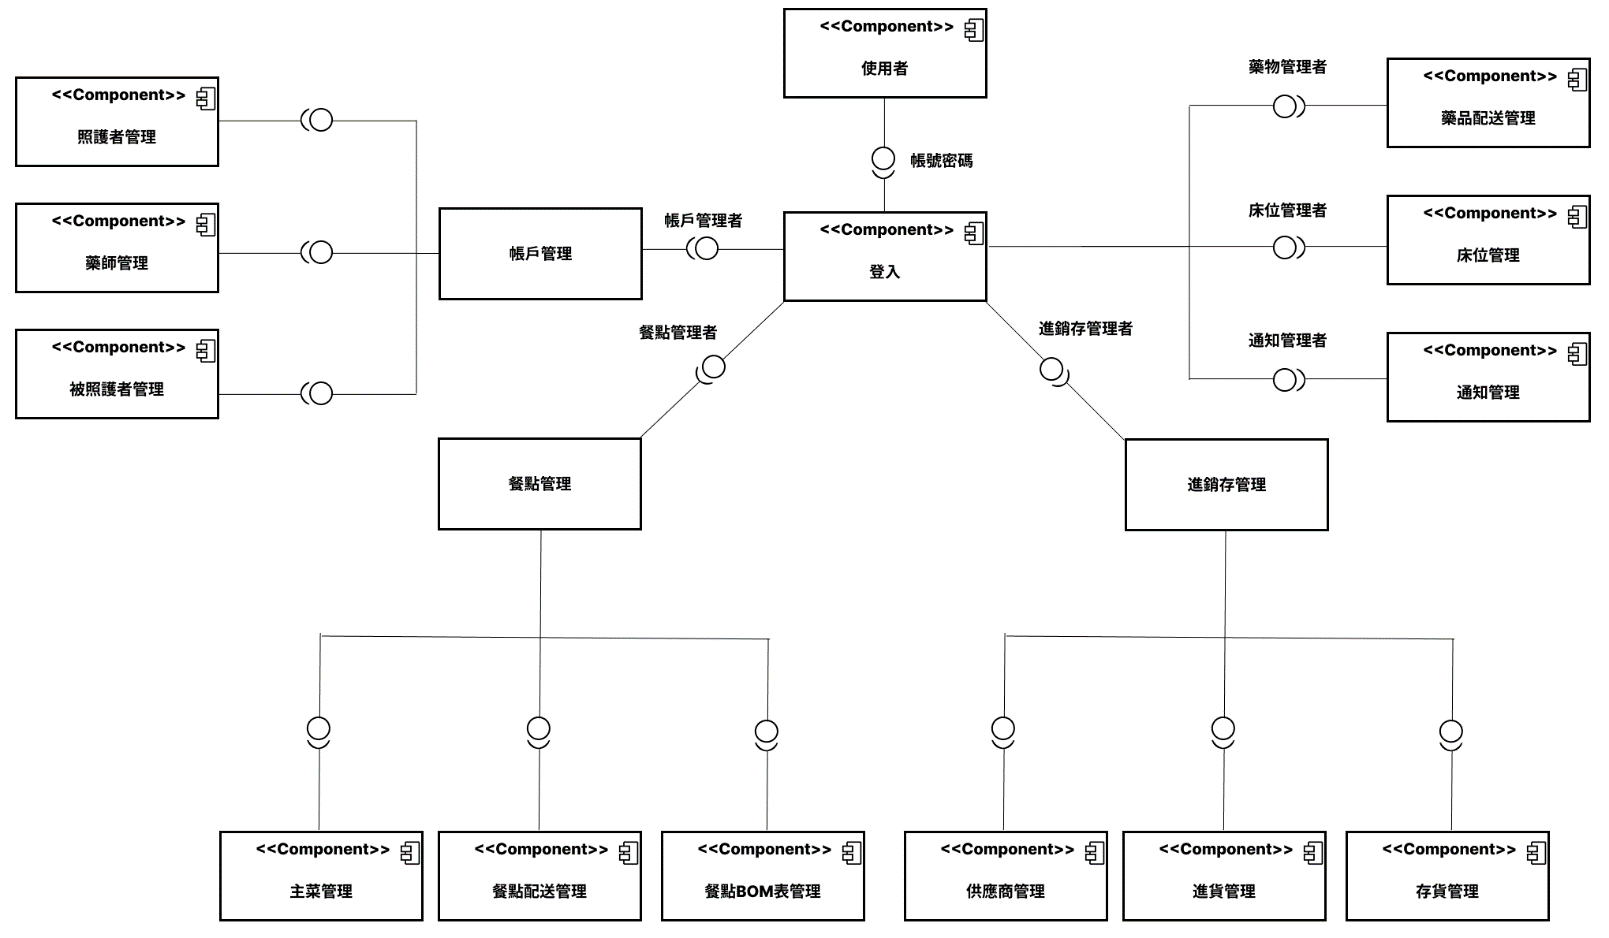 <<Component>>
使用者
帳號密碼
<<Component>>
登入
<<Component>>
照護者管理
<<Component>>
藥師管理
<<Component>>
被照護者管理
帳戶管理
帳戶管理者
藥物管理者
<<Component>>
藥品配送管理
床位管理者
<<Component>>
床位管理
通知管理者
<<Component>>
通知管理
餐點管理者
進銷存管理者
餐點管理
進銷存管理
<<Component>>
主菜管理
<<Component>>
餐點配送管理
<<Component>>
餐點BOM表管理
<<Component>>
供應商管理
<<Component>>
進貨管理
<<Component>>
存貨管理